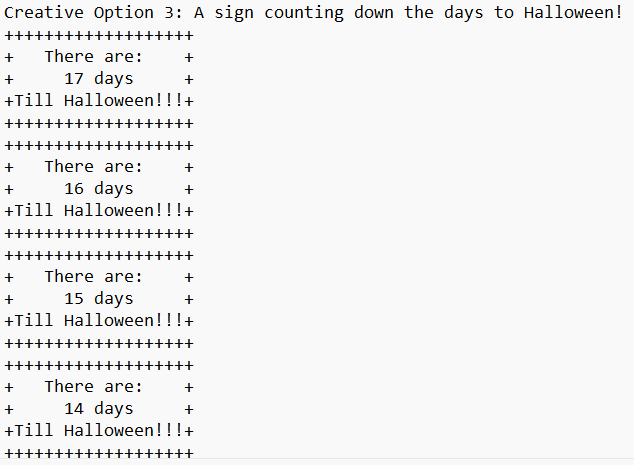 Creative Option 3: A sign counting down the days to Halloween!
+++++++++++++++++++
+   There are:    +
+     17 days     +
+Till Halloween!!!+
+++++++++++++++++++
+++++++++++++++++++
+   There are:    +
+     16 days     +
+Till Halloween!!!+
+++++++++++++++++++
+++++++++++++++++++
+   There are:    +
+     15 days     +
+Till Halloween!!!+
+++++++++++++++++++
+++++++++++++++++++
+   There are:    +
+     14 days     +
+Till Halloween!!!+
+++++++++++++++++++